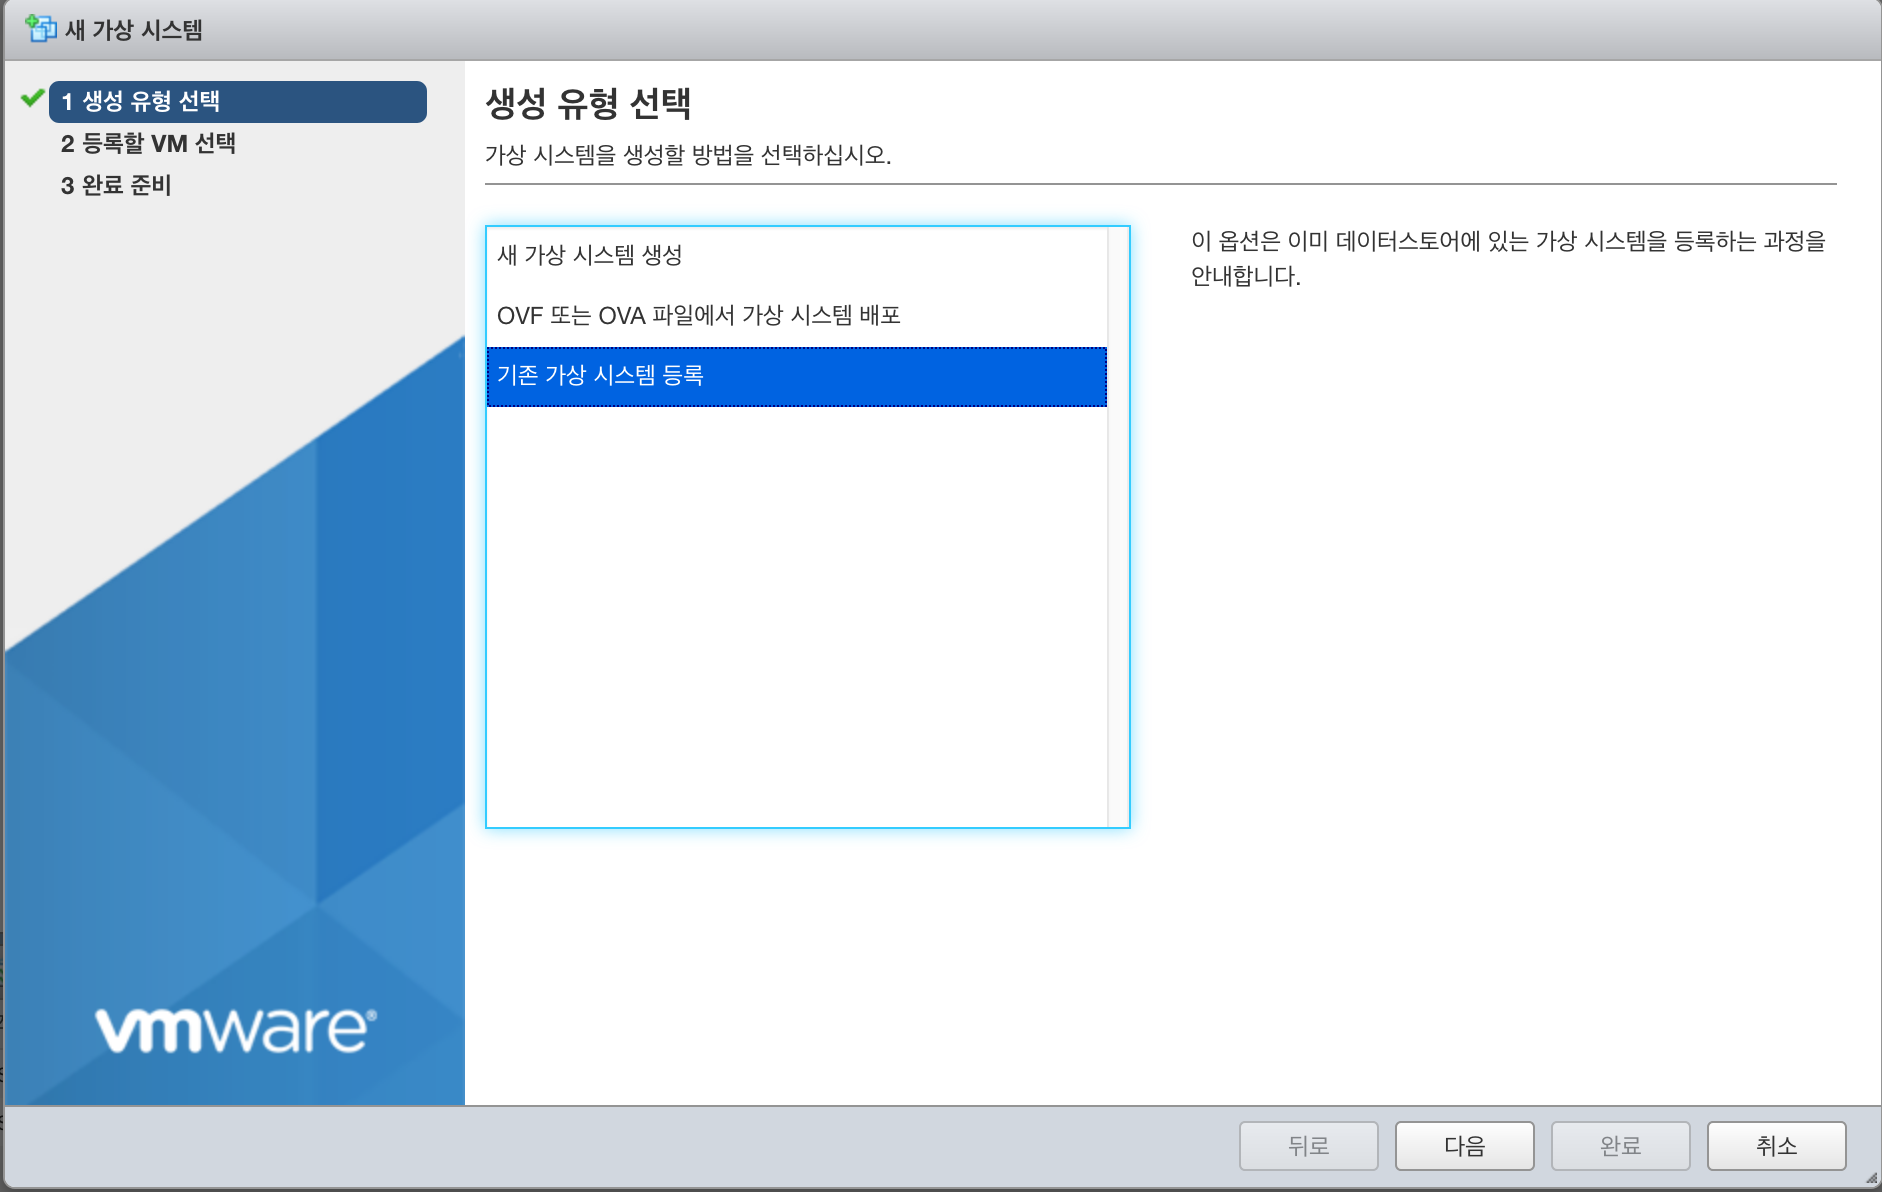 새 가상 시스템
1 생성 유형 선택
2 등록할 VM 선택
3 완료 준비
생성 유형 선택
가상 시스템을 생성할 방법을 선택하십시오.
새 가상 시스템 생성
OVF 또는 OVA 파일에서 가상 시스템 배포
기존 가상 시스템 등록
이 옵션은 이미 데이터스토어에 있는 가상 시스템을 등록하는 과정을
안내합니다.
vmware®
뒤로
다음
완료
취소